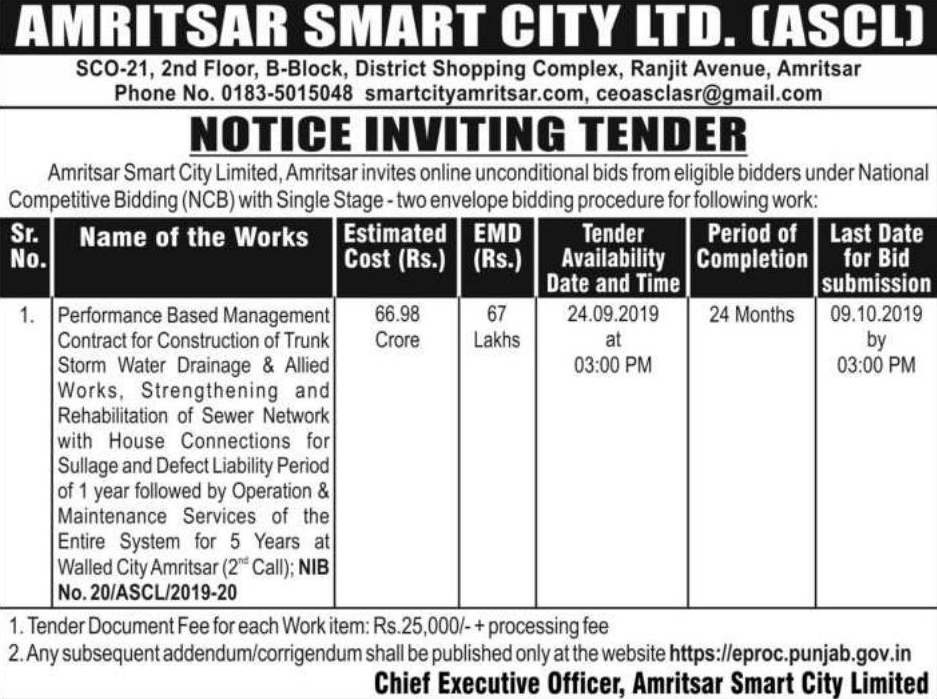 AMRITSAR SMART CITY LTD. (ASCL)
SCO-21, 2nd Floor, B-Block, District Shopping Complex, Ranjit Avenue, Amritsar
Phone No. 0183-5015048 smartcityamritsar.com, ceoasclasr@gmail.com
NOTICE INVITING TENDER
Amritsar Smart City Limited, Amritsar invites online unconditional bids from eligible bidders under National
Competitive Bidding (NCB) with Single Stage - two envelope bidding procedure for following work:
Sr. No.
Name of the Works
Estimated Cost (Rs.)
EMD (Rs.)
Tender Availability Date and Time
Period of Completion
Last Date for Bid submission
1.
Performance Based Management
Contract for Construction of Trunk
Storm Water Drainage & Allied
Works, Strengthening and
Rehabilitation of Sewer Network
with House Connections for
Sullage and Defect Liability Period
of 1 year followed by Operation &
Maintenance Services of the
Entire System for 5 Years at
Walled City Amritsar (2nd Call); NIB
No. 20/ASCL/2019-20
66.98
Crore
67
Lakhs
24.09.2019
at
03:00 PM
24 Months
09.10.2019
by
03:00 PM
1. Tender Document Fee for each Work item: Rs.25,000/- + processing fee
2. Any subsequent addendum/corrigendum shall be published only at the website https://eproc.punjab.gov.in
Chief Executive Officer, Amritsar Smart City Limited